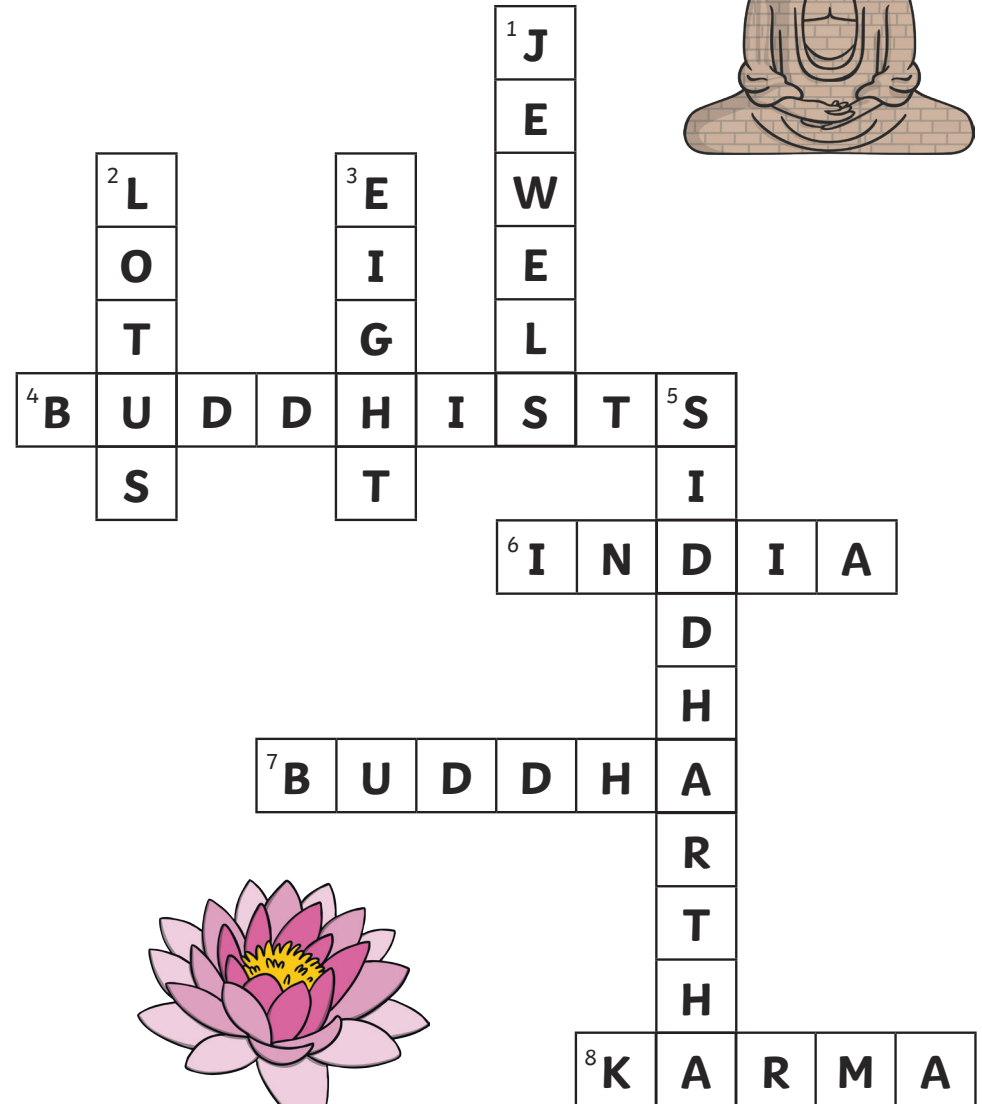 1 J
E
2 L 3 E W
O I E
T G L
4 B U D D H I S T 5 S
S T I
6 I N D I A
D
H
7 B U D D H A
R
T
H
8 K A R M A